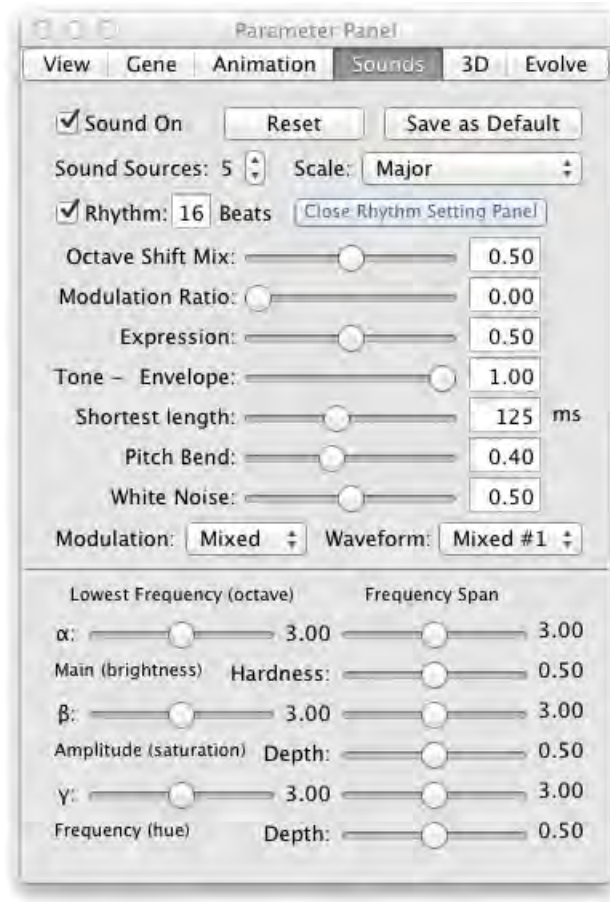 Parameter Panel
View Gene Animation Sounds 3D Evolve
Sound On Reset Save as Default
Sound Sources: 5 Scale: Major
Rhythm: 16 Beats Close Rhythm Setting Panel
Octave Shift Mix: 0.50
Modulation Ratio: 0.00
Expression: 0.50
Tone – Envelope: 1.00
Shortest length: 125 ms
Pitch Bend: 0.40
White Noise: 0.50
Modulation: Mixed Waveform: Mixed #1
Lowest Frequency (octave) Frequency Span
α: 3.00 3.00
Main (brightness) Hardness: 0.50
β: 3.00 3.00
Amplitude (saturation) Depth: 0.50
γ: 3.00 3.00
Frequency (hue) Depth: 0.50